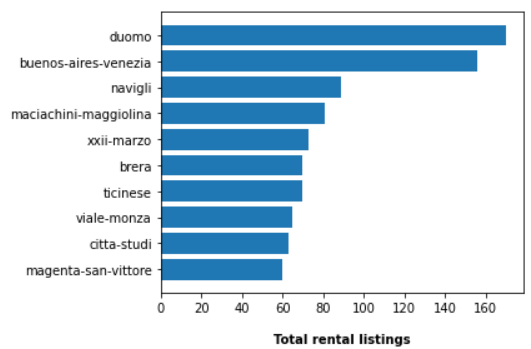 duomo
buenos-aires-venezia
navigli
maciachini-maggiolina
xxii-marzo
brera
ticinese
viale-monza
citta-studi
magenta-san-vittore
0 20 40 60 80 100 120 140 160
Total rental listings